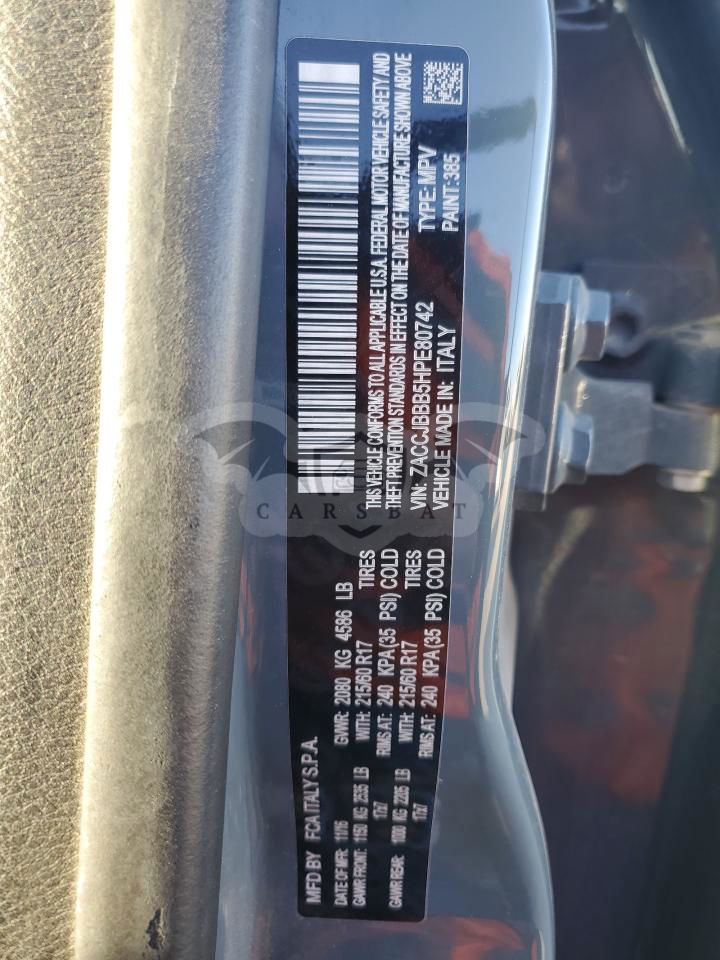 MFD BY FCA ITALY S.P.A.
DATE OF MFR: 11/16 GVWR: 2080 KG 4586 LB
GAWR FRONT: 1150 KG 2535 LB WITH: 215/60 R17 TIRES
17x7 RIMS AT: 240 KPA(35 PSI) COLD
GAWR REAR: 1000 KG 2205 LB WITH: 215/60 R17 TIRES
17x7 RIMS AT: 240 KPA(35 PSI) COLD
THIS VEHICLE CONFORMS TO ALL APPLICABLE U.S.A. FEDERAL MOTOR VEHICLE SAFETY AND
THEFT PREVENTION STANDARDS IN EFFECT ON THE DATE OF MANUFACTURE SHOWN ABOVE
VIN: ZACCJBBB5HPE80742 TYPE: MPV
VEHICLE MADE IN: ITALY PAINT: 385
CARSBAT